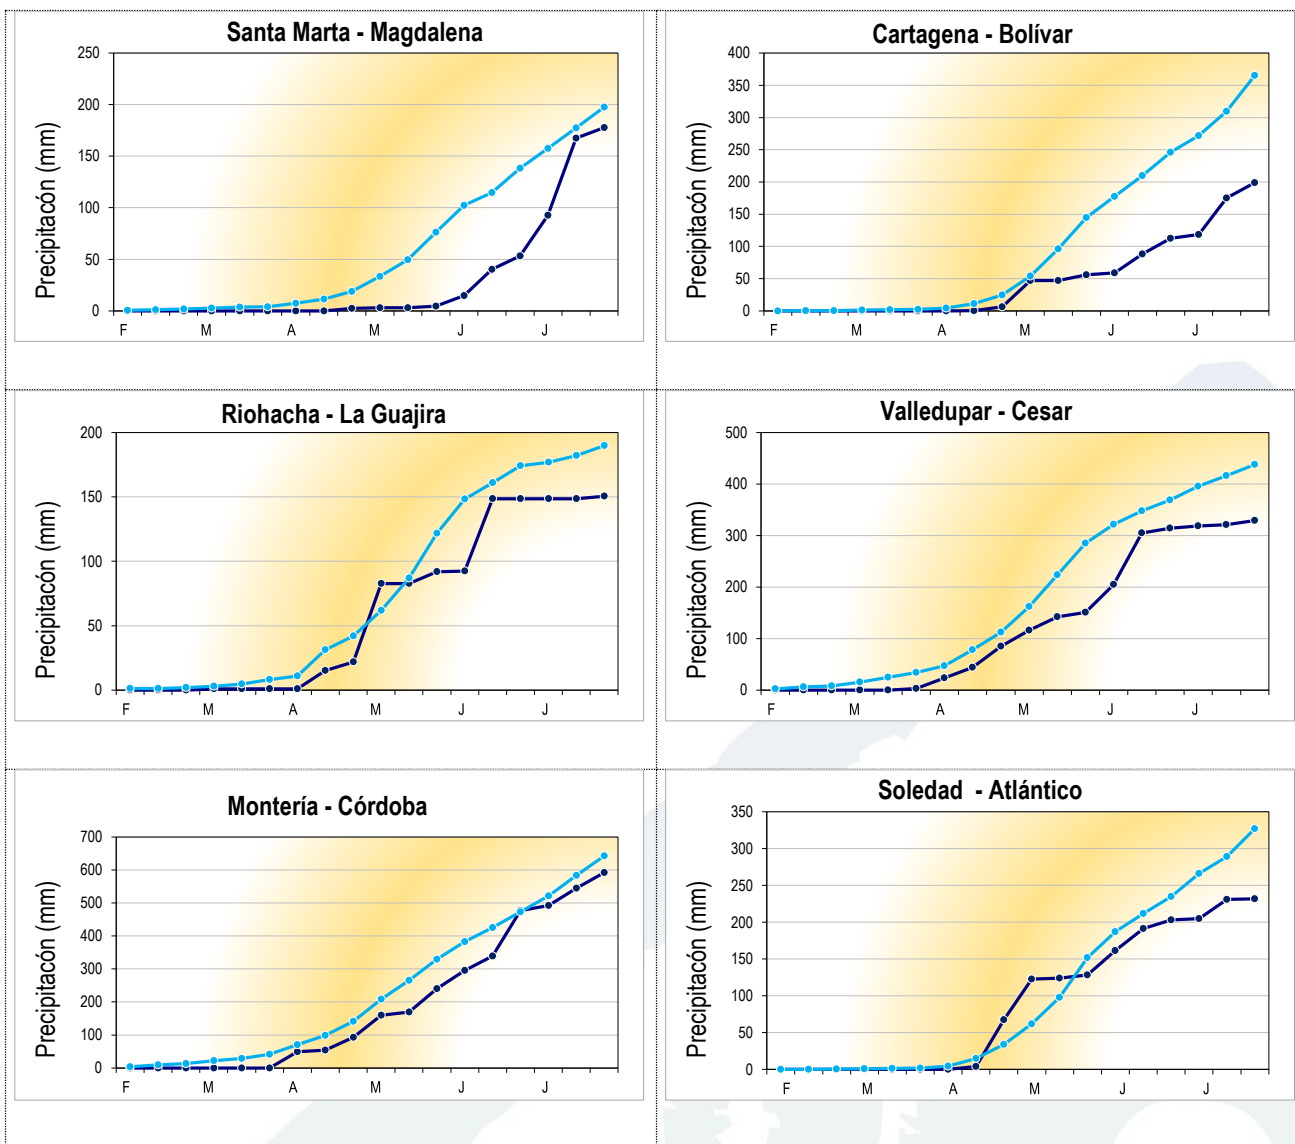 Santa Marta - Magdalena
Precipitacón (mm)
250
200
150
100
50
0
F M A M J J
Cartagena - Bolívar
Precipitacón (mm)
400
350
300
250
200
150
100
50
0
F M A M J J
Riohacha - La Guajira
Precipitacón (mm)
200
150
100
50
0
F M A M J J
Valledupar - Cesar
Precipitacón (mm)
500
400
300
200
100
0
F M A M J J
Montería - Córdoba
Precipitacón (mm)
700
600
500
400
300
200
100
0
F M A M J J
Soledad - Atlántico
Precipitacón (mm)
350
300
250
200
150
100
50
0
F M A M J J